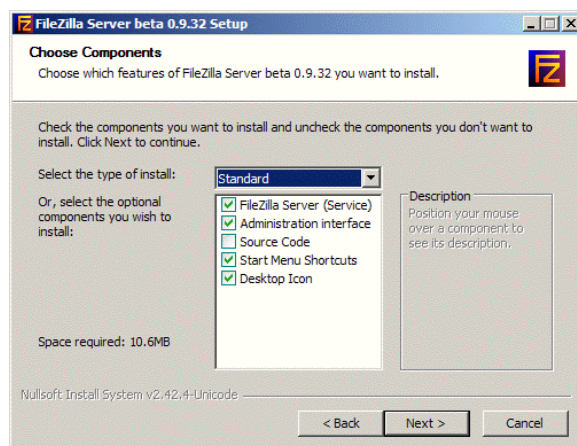 FileZilla Server beta 0.9.32 Setup
Choose Components
Choose which features of FileZilla Server beta 0.9.32 you want to install.
FZ
Check the components you want to install and uncheck the components you don't want to
install. Click Next to continue.
Select the type of install:
Standard
Or, select the optional
components you wish to
install:
FileZilla Server (Service)
Administration interface
Source Code
Start Menu Shortcuts
Desktop Icon
Description
Position your mouse
over a component to
see its description.
Space required: 10.6MB
Nullsoft Install System v2.42.4-Unicode
< Back
Next >
Cancel